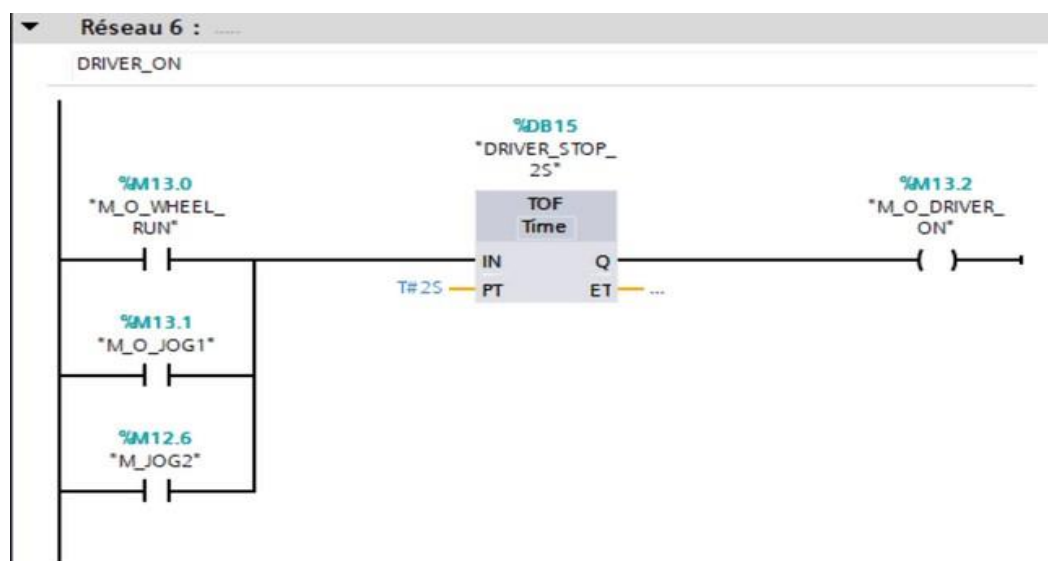 Réseau 6 : .....
DRIVER_ON
%DB15
"DRIVER_STOP_
2S"
%M13.0
"M_O_WHEEL_
RUN"
TOF
Time
%M13.2
"M_O_DRIVER_
ON"
IN
Q
T#2S
PT
ET
...
%M13.1
"M_O_JOG1"
%M12.6
"M_JOG2"